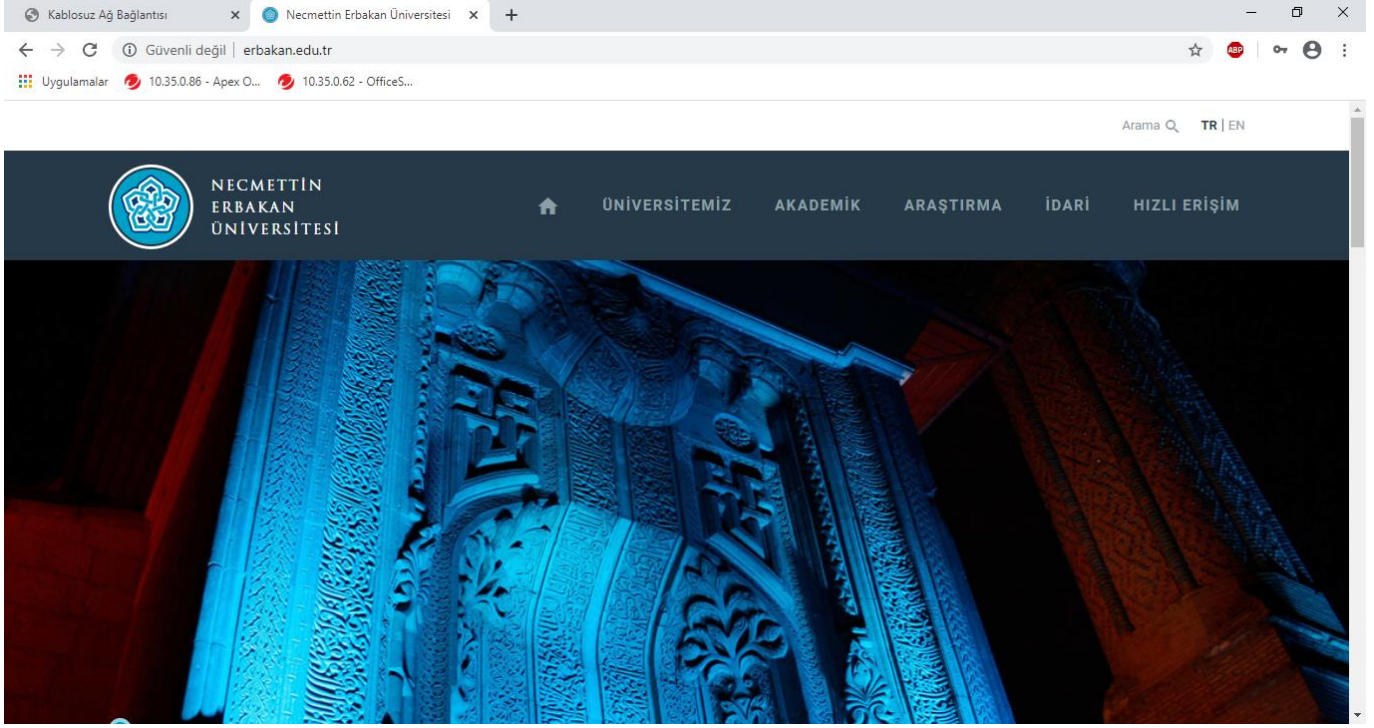 Kablosuz Ağ Bağlantısı
Necmettin Erbakan Üniversitesi
Güvenli değil | erbakan.edu.tr
ABP
Uygulamalar
10.35.0.86 - Apex O...
10.35.0.62 - OfficeS...
Arama
TR | EN
NECMETTİN
ERBAKAN
ÜNİVERSİTESİ
ÜNİVERSİTEMİZ
AKADEMİK
ARAŞTIRMA
İDARİ
HIZLI ERİŞİM